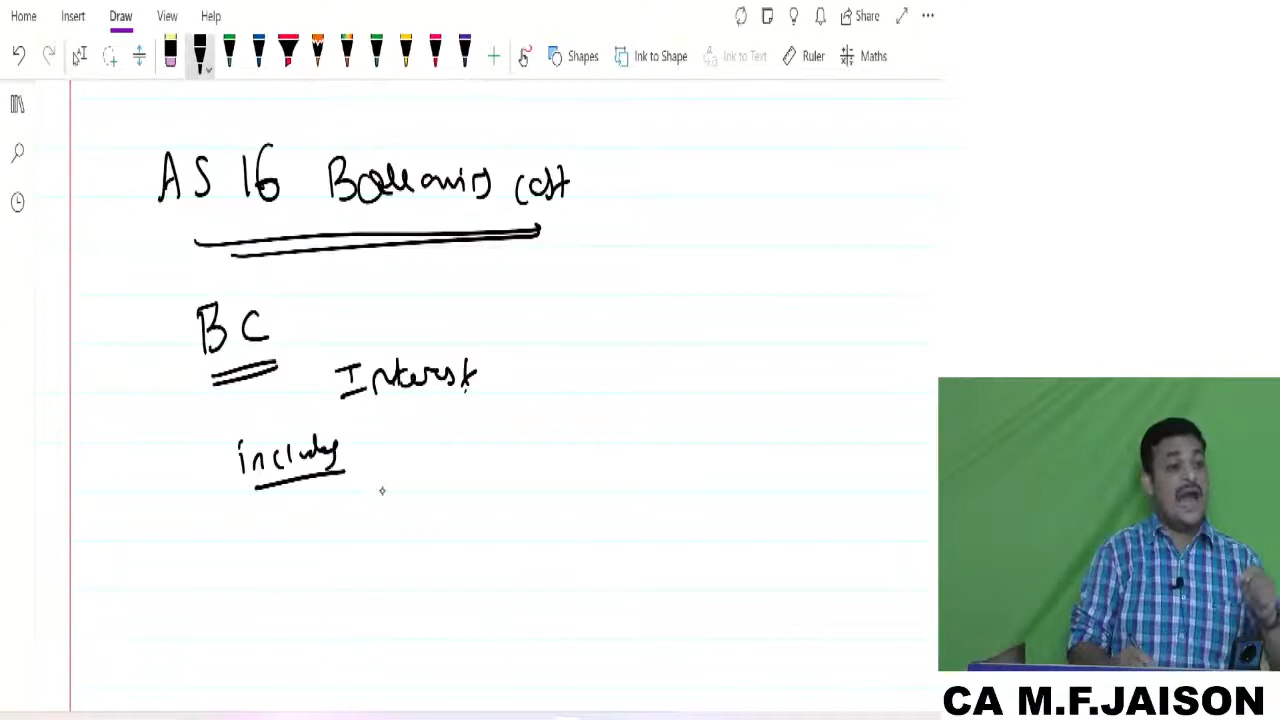 Home Insert Draw View Help
Share
Shapes Ink to Shape Ink to Text Ruler Maths
AS 16 Borrowing cost
BC
Interest
includes
CA M.F.JAISON